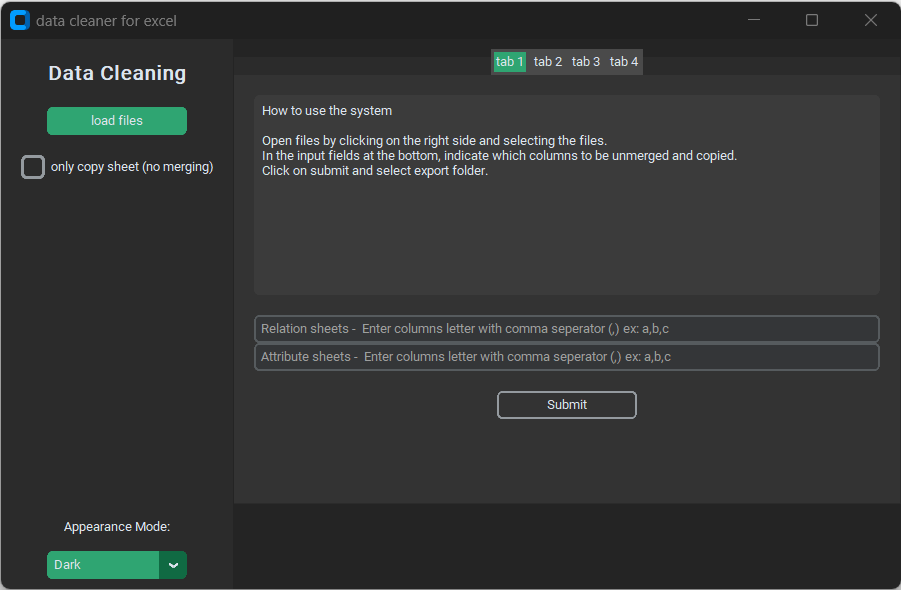 data cleaner for excel
Data Cleaning
load files
only copy sheet (no merging)
Appearance Mode:
Dark
tab 1 tab 2 tab 3 tab 4
How to use the system
Open files by clicking on the right side and selecting the files.
In the input fields at the bottom, indicate which columns to be unmerged and copied.
Click on submit and select export folder.
Relation sheets - Enter columns letter with comma seperator (,) ex: a,b,c
Attribute sheets - Enter columns letter with comma seperator (,) ex: a,b,c
Submit